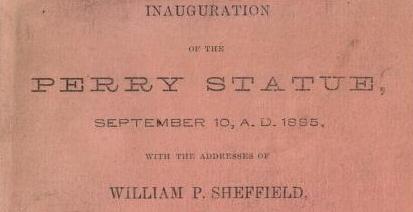 INAUGURATION
OF THE
PERRY STATUE,
SEPTEMBER 10, A. D. 1885,
WITH THE ADDRESSES OF
WILLIAM P. SHEFFIELD,